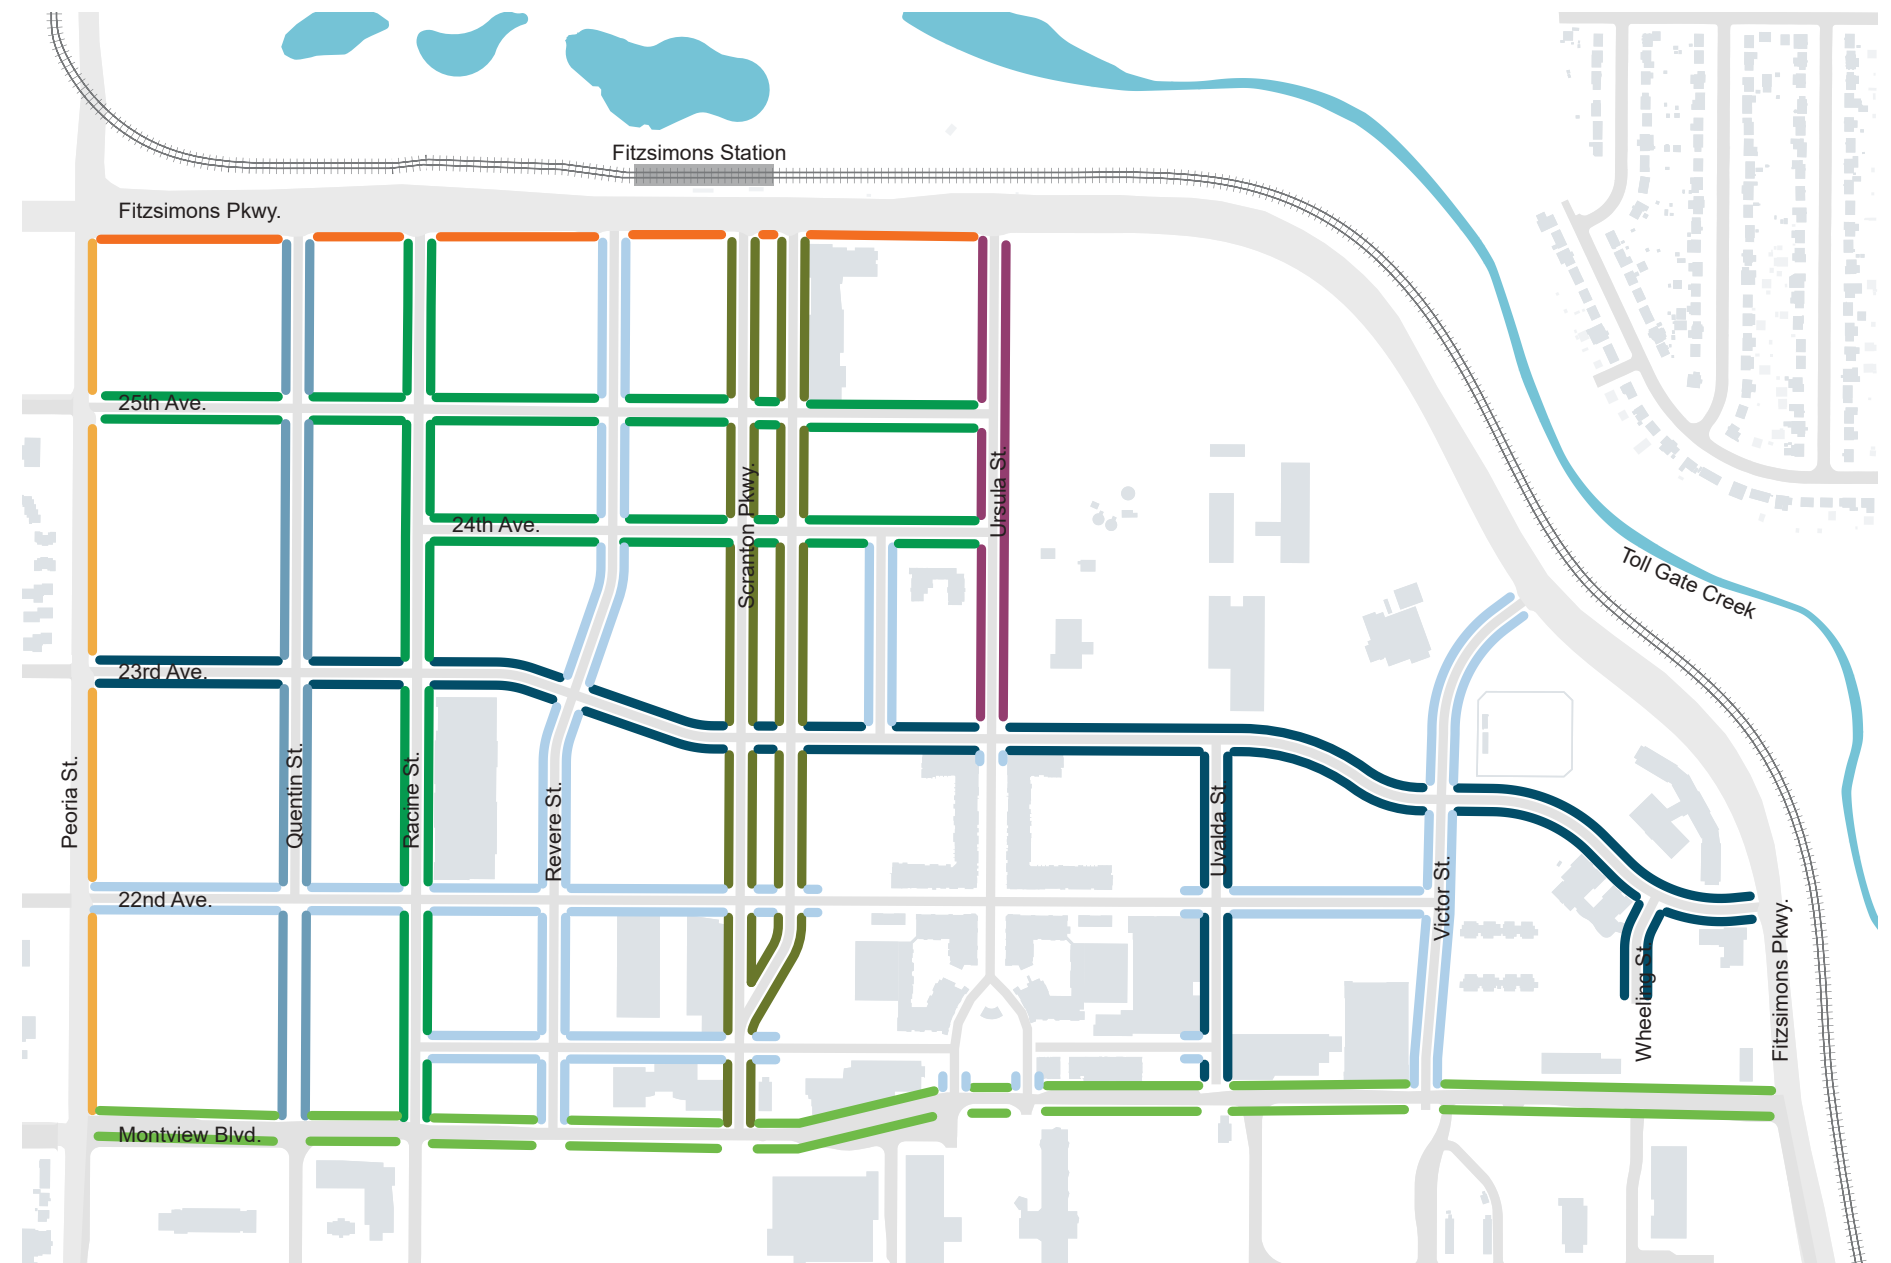 Fitzsimons Station
Fitzsimons Pkwy.
25th Ave.
24th Ave.
Scranton Pkwy.
Ursula St.
Toll Gate Creek
23rd Ave.
Peoria St.
Quentin St.
Racine St.
Revere St.
Uvalda St.
Victor St.
22nd Ave.
Wheeling St.
Fitzsimons Pkwy.
Montview Blvd.